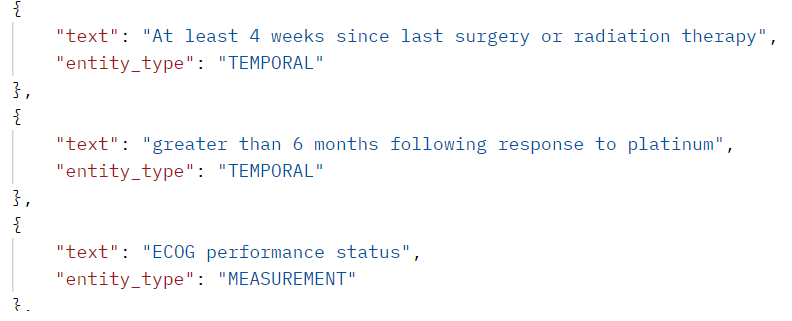 {
"text": "At least 4 weeks since last surgery or radiation therapy",
"entity_type": "TEMPORAL"
},
{
"text": "greater than 6 months following response to platinum",
"entity_type": "TEMPORAL"
},
{
"text": "ECOG performance status",
"entity_type": "MEASUREMENT"
},